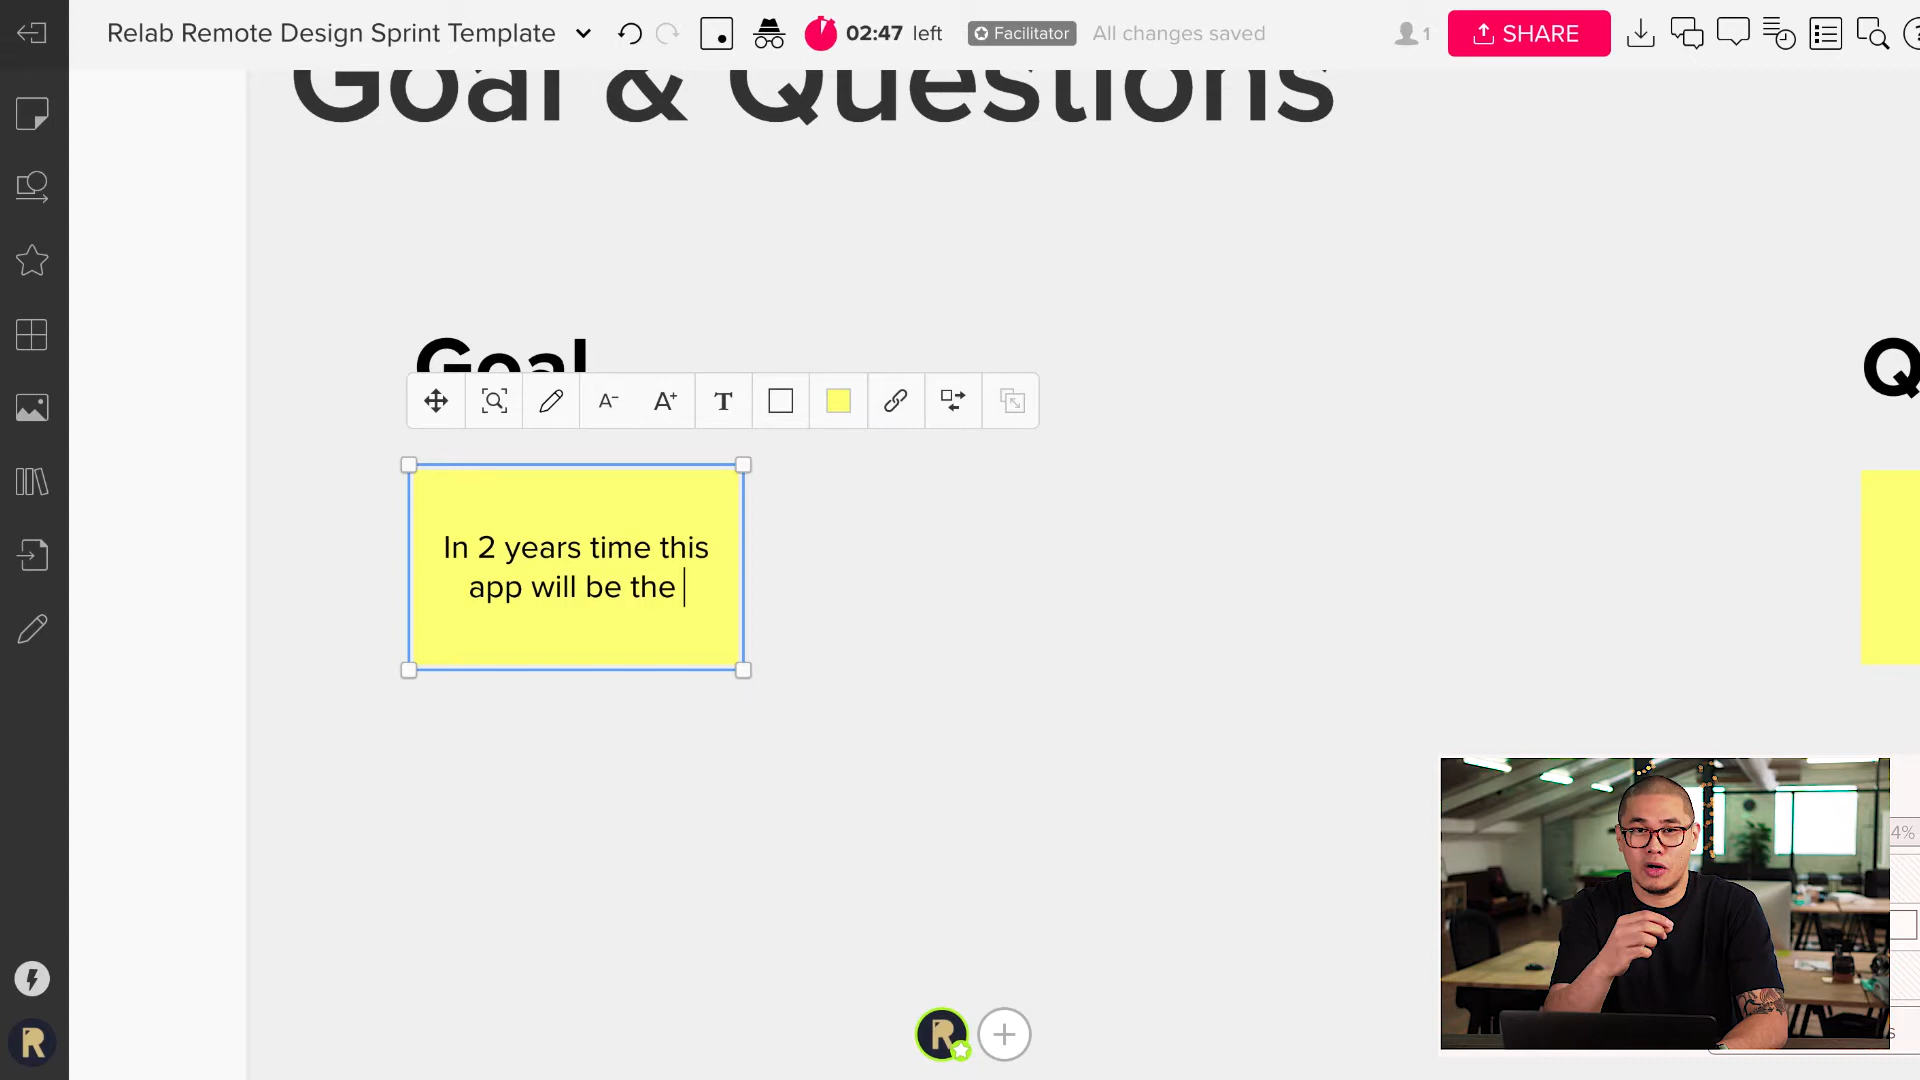 Relab Remote Design Sprint Template
02:47 left
Facilitator
All changes saved
1
SHARE
Goal & Questions
Goal
Q
A-
A+
T
In 2 years time this
app will be the
4%
R
R
s